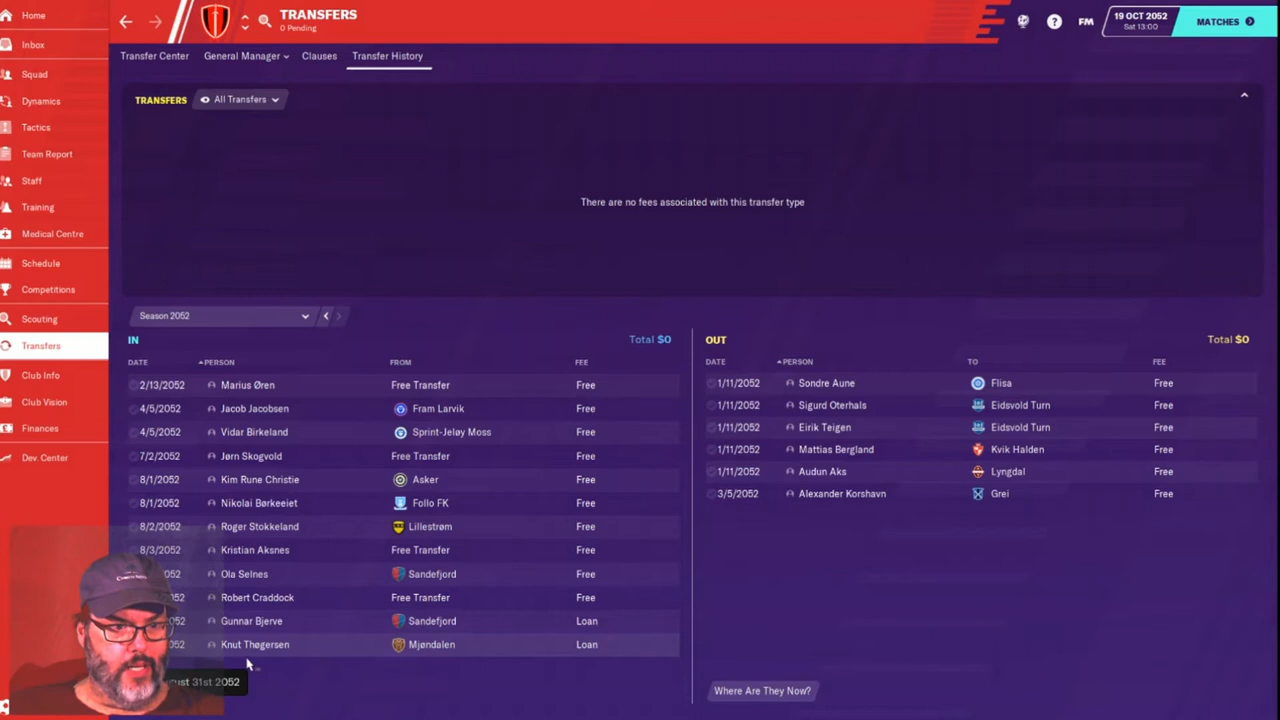 Home
Inbox
Squad
Dynamics
Tactics
Team Report
Staff
Training
Medical Centre
Schedule
Competitions
Scouting
Transfers
Club Info
Club Vision
Finances
Dev. Center
TRANSFERS
0 Pending
? FM 19 OCT 2052
Sat 13:00
MATCHES
Transfer Center General Manager Clauses Transfer History
TRANSFERS All Transfers
There are no fees associated with this transfer type
Season 2052
IN Total $0
DATE PERSON FROM FEE
2/13/2052 Marius Øren Free Transfer Free
4/5/2052 Jacob Jacobsen Fram Larvik Free
4/5/2052 Vidar Birkeland Sprint-Jeløy Moss Free
7/2/2052 Jørn Skogvold Free Transfer Free
8/1/2052 Kim Rune Christie Asker Free
8/1/2052 Nikolai Børkeeiet Follo FK Free
8/2/2052 Roger Stokkeland Lillestrøm Free
8/3/2052 Kristian Aksnes Free Transfer Free
052 Ola Selnes Sandefjord Free
052 Robert Craddock Free Transfer Free
052 Gunnar Bjerve Sandefjord Loan
052 Knut Thøgersen Mjøndalen Loan
gust 31st 2052
OUT Total $0
DATE PERSON TO FEE
1/11/2052 Sondre Aune Flisa Free
1/11/2052 Sigurd Oterhals Eidsvold Turn Free
1/11/2052 Eirik Teigen Eidsvold Turn Free
1/11/2052 Mattias Bergland Kvik Halden Free
1/11/2052 Audun Aks Lyngdal Free
3/5/2052 Alexander Korshavn Grei Free
Where Are They Now?